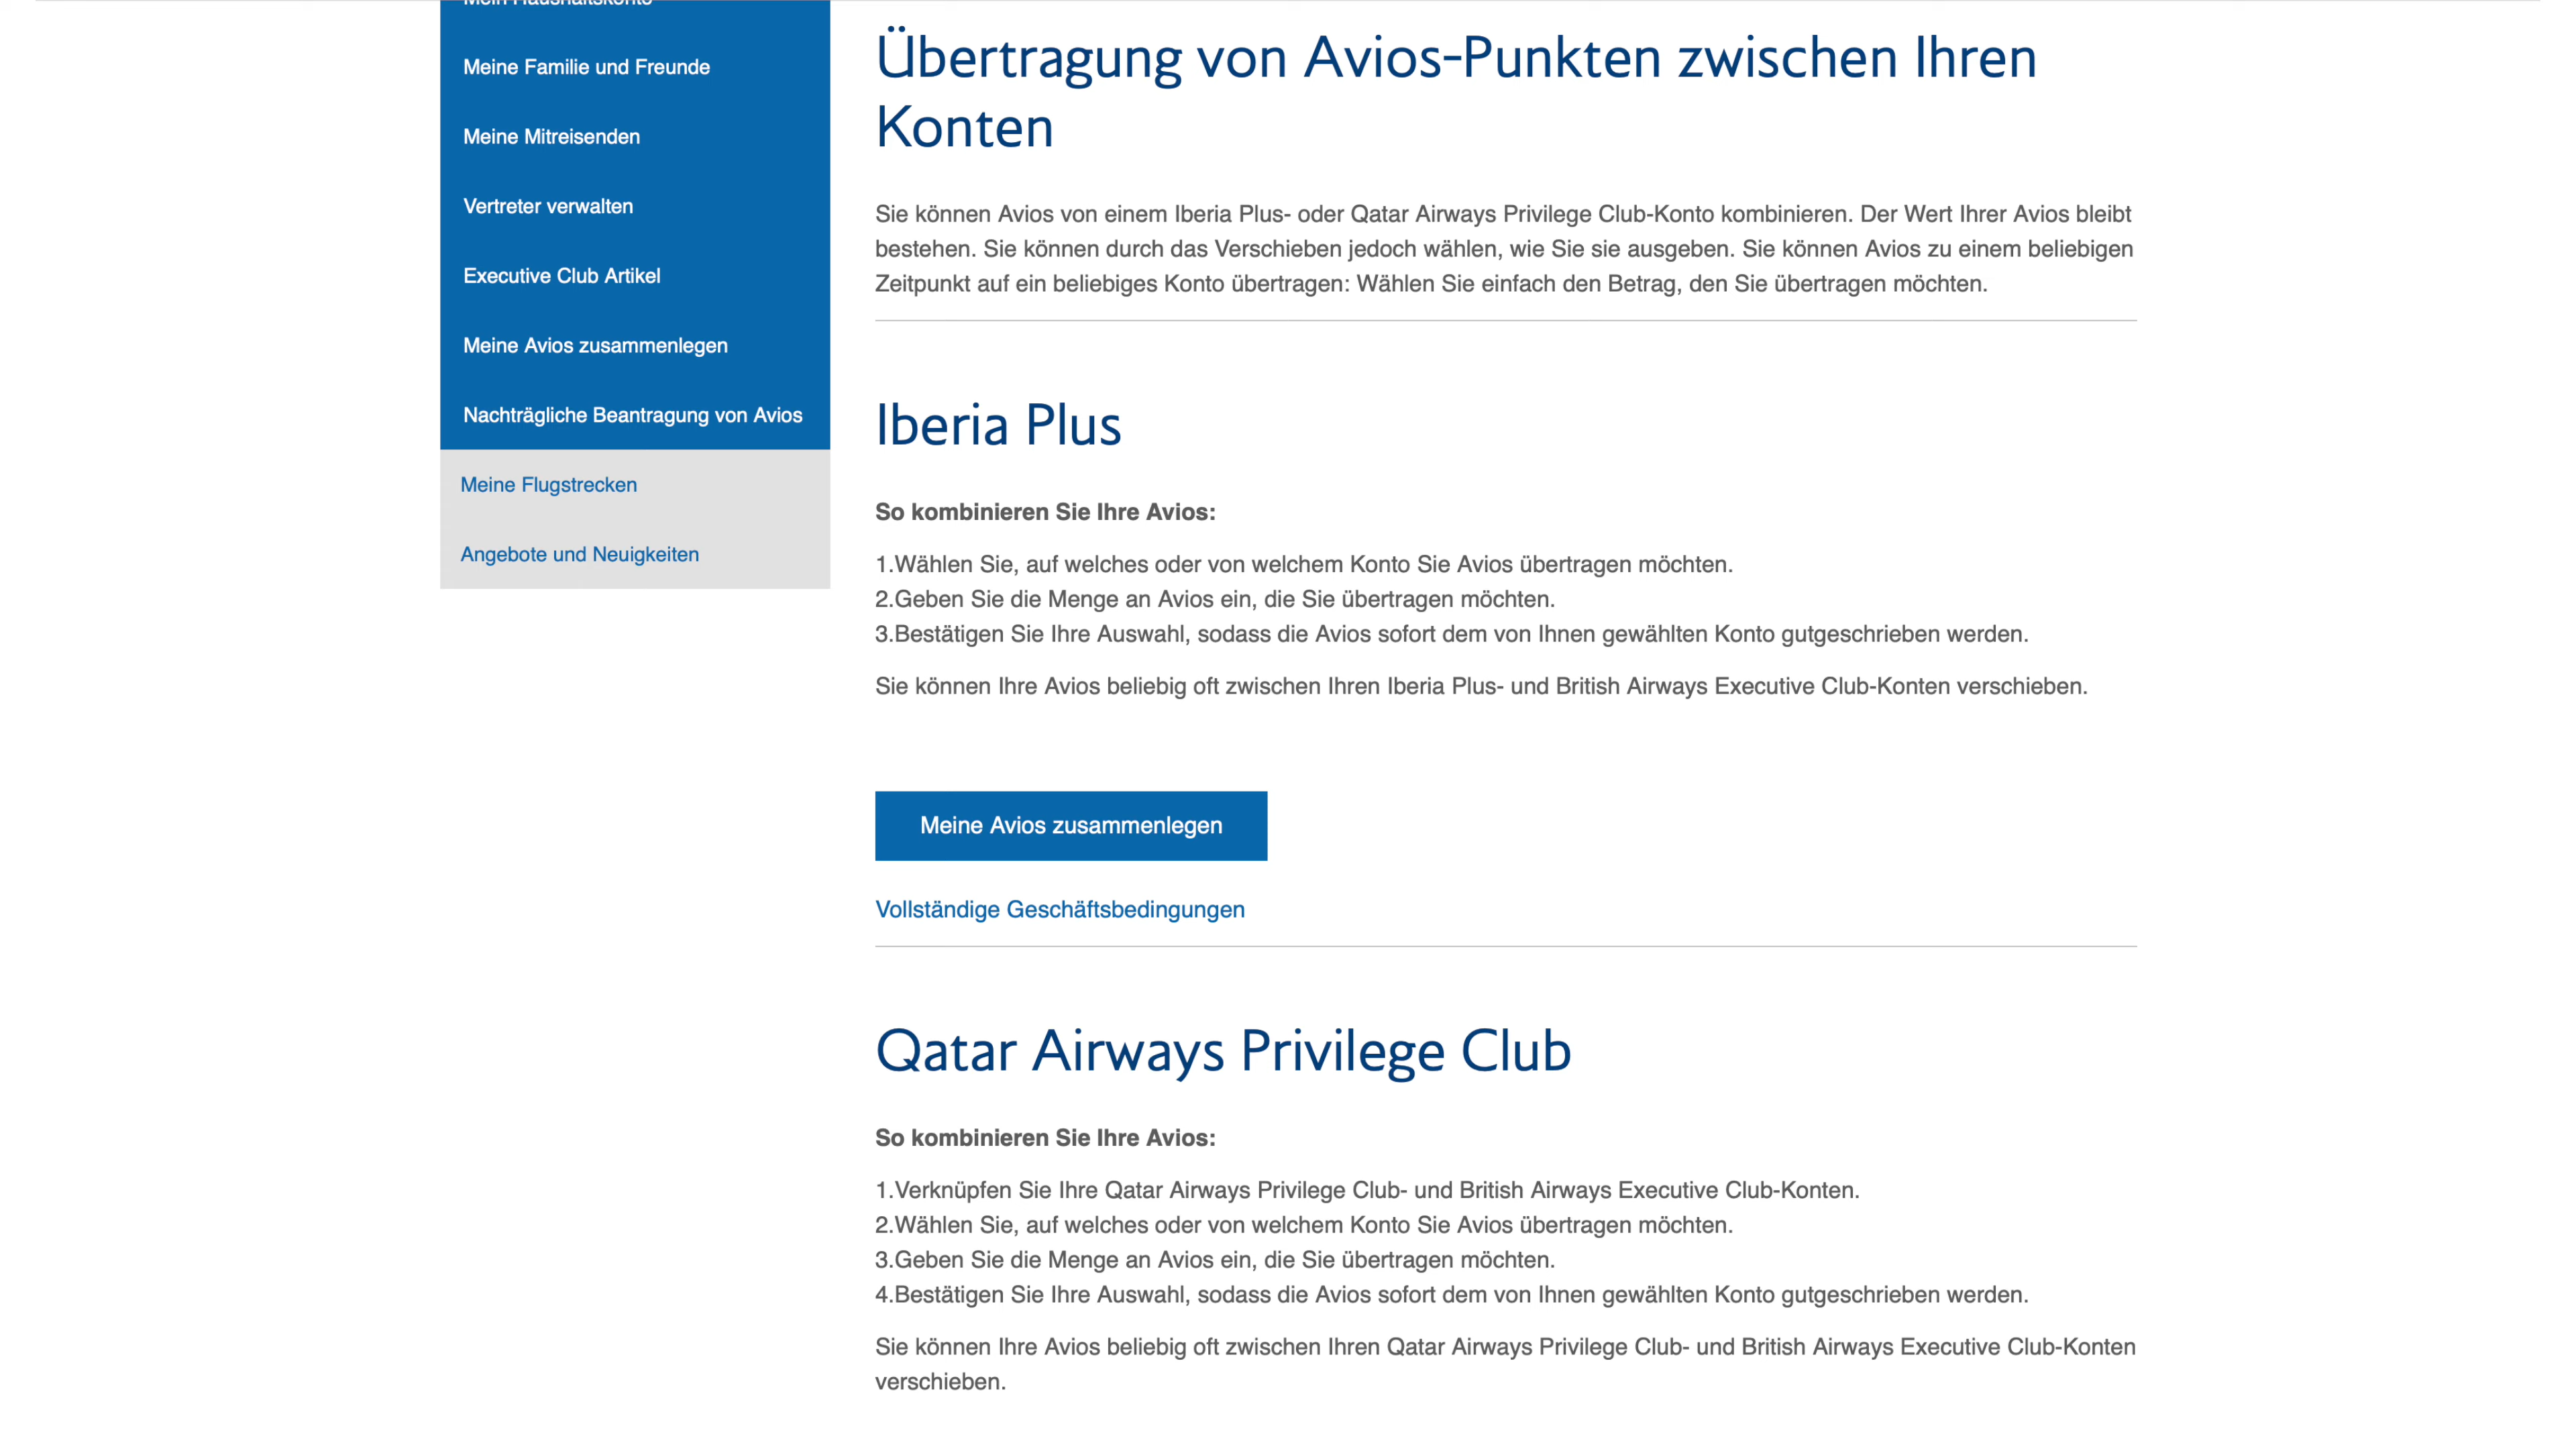 Mein Haushaltskonto
Meine Familie und Freunde
Meine Mitreisenden
Vertreter verwalten
Executive Club Artikel
Meine Avios zusammenlegen
Nachträgliche Beantragung von Avios
Meine Flugstrecken
Angebote und Neuigkeiten
Übertragung von Avios-Punkten zwischen Ihren
Konten
Sie können Avios von einem Iberia Plus- oder Qatar Airways Privilege Club-Konto kombinieren. Der Wert Ihrer Avios bleibt
bestehen. Sie können durch das Verschieben jedoch wählen, wie Sie sie ausgeben. Sie können Avios zu einem beliebigen
Zeitpunkt auf ein beliebiges Konto übertragen: Wählen Sie einfach den Betrag, den Sie übertragen möchten.
Iberia Plus
So kombinieren Sie Ihre Avios:
1.Wählen Sie, auf welches oder von welchem Konto Sie Avios übertragen möchten.
2.Geben Sie die Menge an Avios ein, die Sie übertragen möchten.
3.Bestätigen Sie Ihre Auswahl, sodass die Avios sofort dem von Ihnen gewählten Konto gutgeschrieben werden.
Sie können Ihre Avios beliebig oft zwischen Ihren Iberia Plus- und British Airways Executive Club-Konten verschieben.
Meine Avios zusammenlegen
Vollständige Geschäftsbedingungen
Qatar Airways Privilege Club
So kombinieren Sie Ihre Avios:
1.Verknüpfen Sie Ihre Qatar Airways Privilege Club- und British Airways Executive Club-Konten.
2.Wählen Sie, auf welches oder von welchem Konto Sie Avios übertragen möchten.
3.Geben Sie die Menge an Avios ein, die Sie übertragen möchten.
4.Bestätigen Sie Ihre Auswahl, sodass die Avios sofort dem von Ihnen gewählten Konto gutgeschrieben werden.
Sie können Ihre Avios beliebig oft zwischen Ihren Qatar Airways Privilege Club- und British Airways Executive Club-Konten
verschieben.